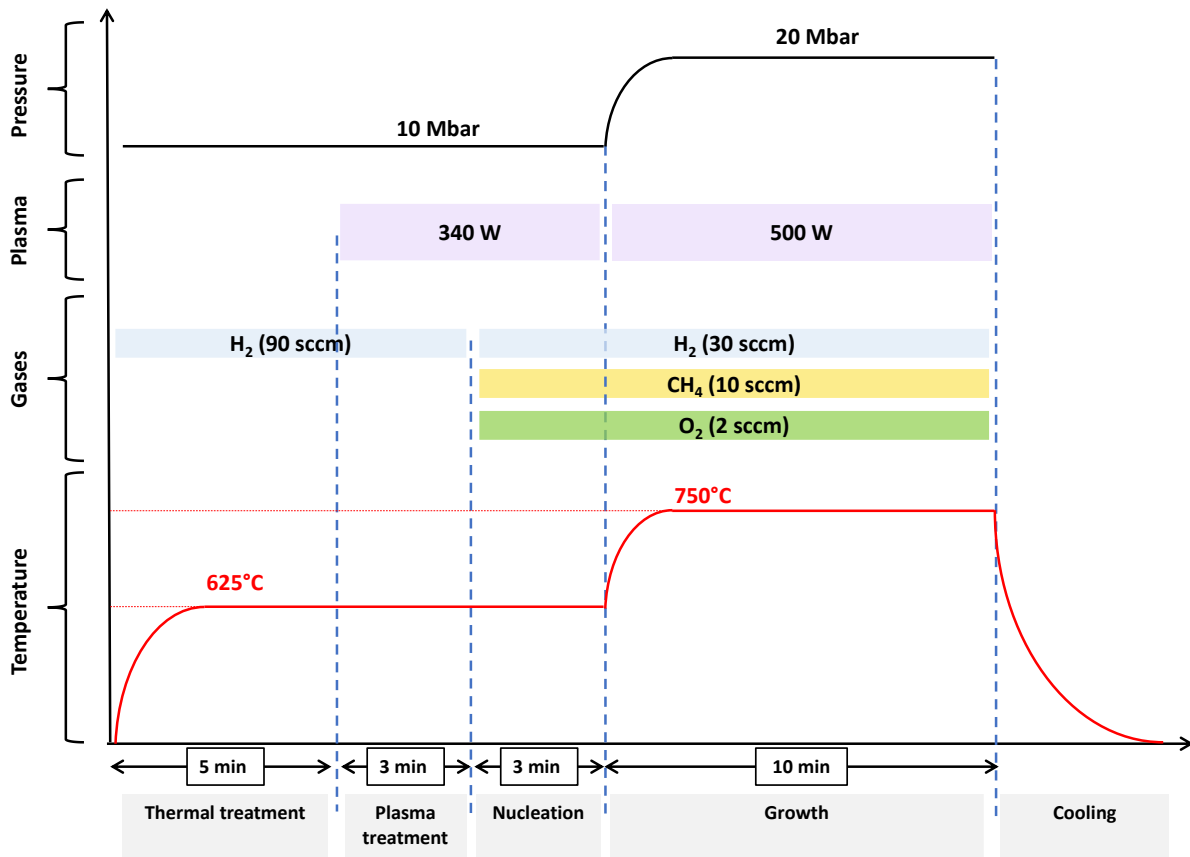 Pressure
20 Mbar
10 Mbar
Plasma
340 W
500 W
Gases
H₂ (90 sccm)
H₂ (30 sccm)
CH₄ (10 sccm)
O₂ (2 sccm)
Temperature
750°C
625°C
5 min
3 min
3 min
10 min
Thermal treatment
Plasma
treatment
Nucleation
Growth
Cooling